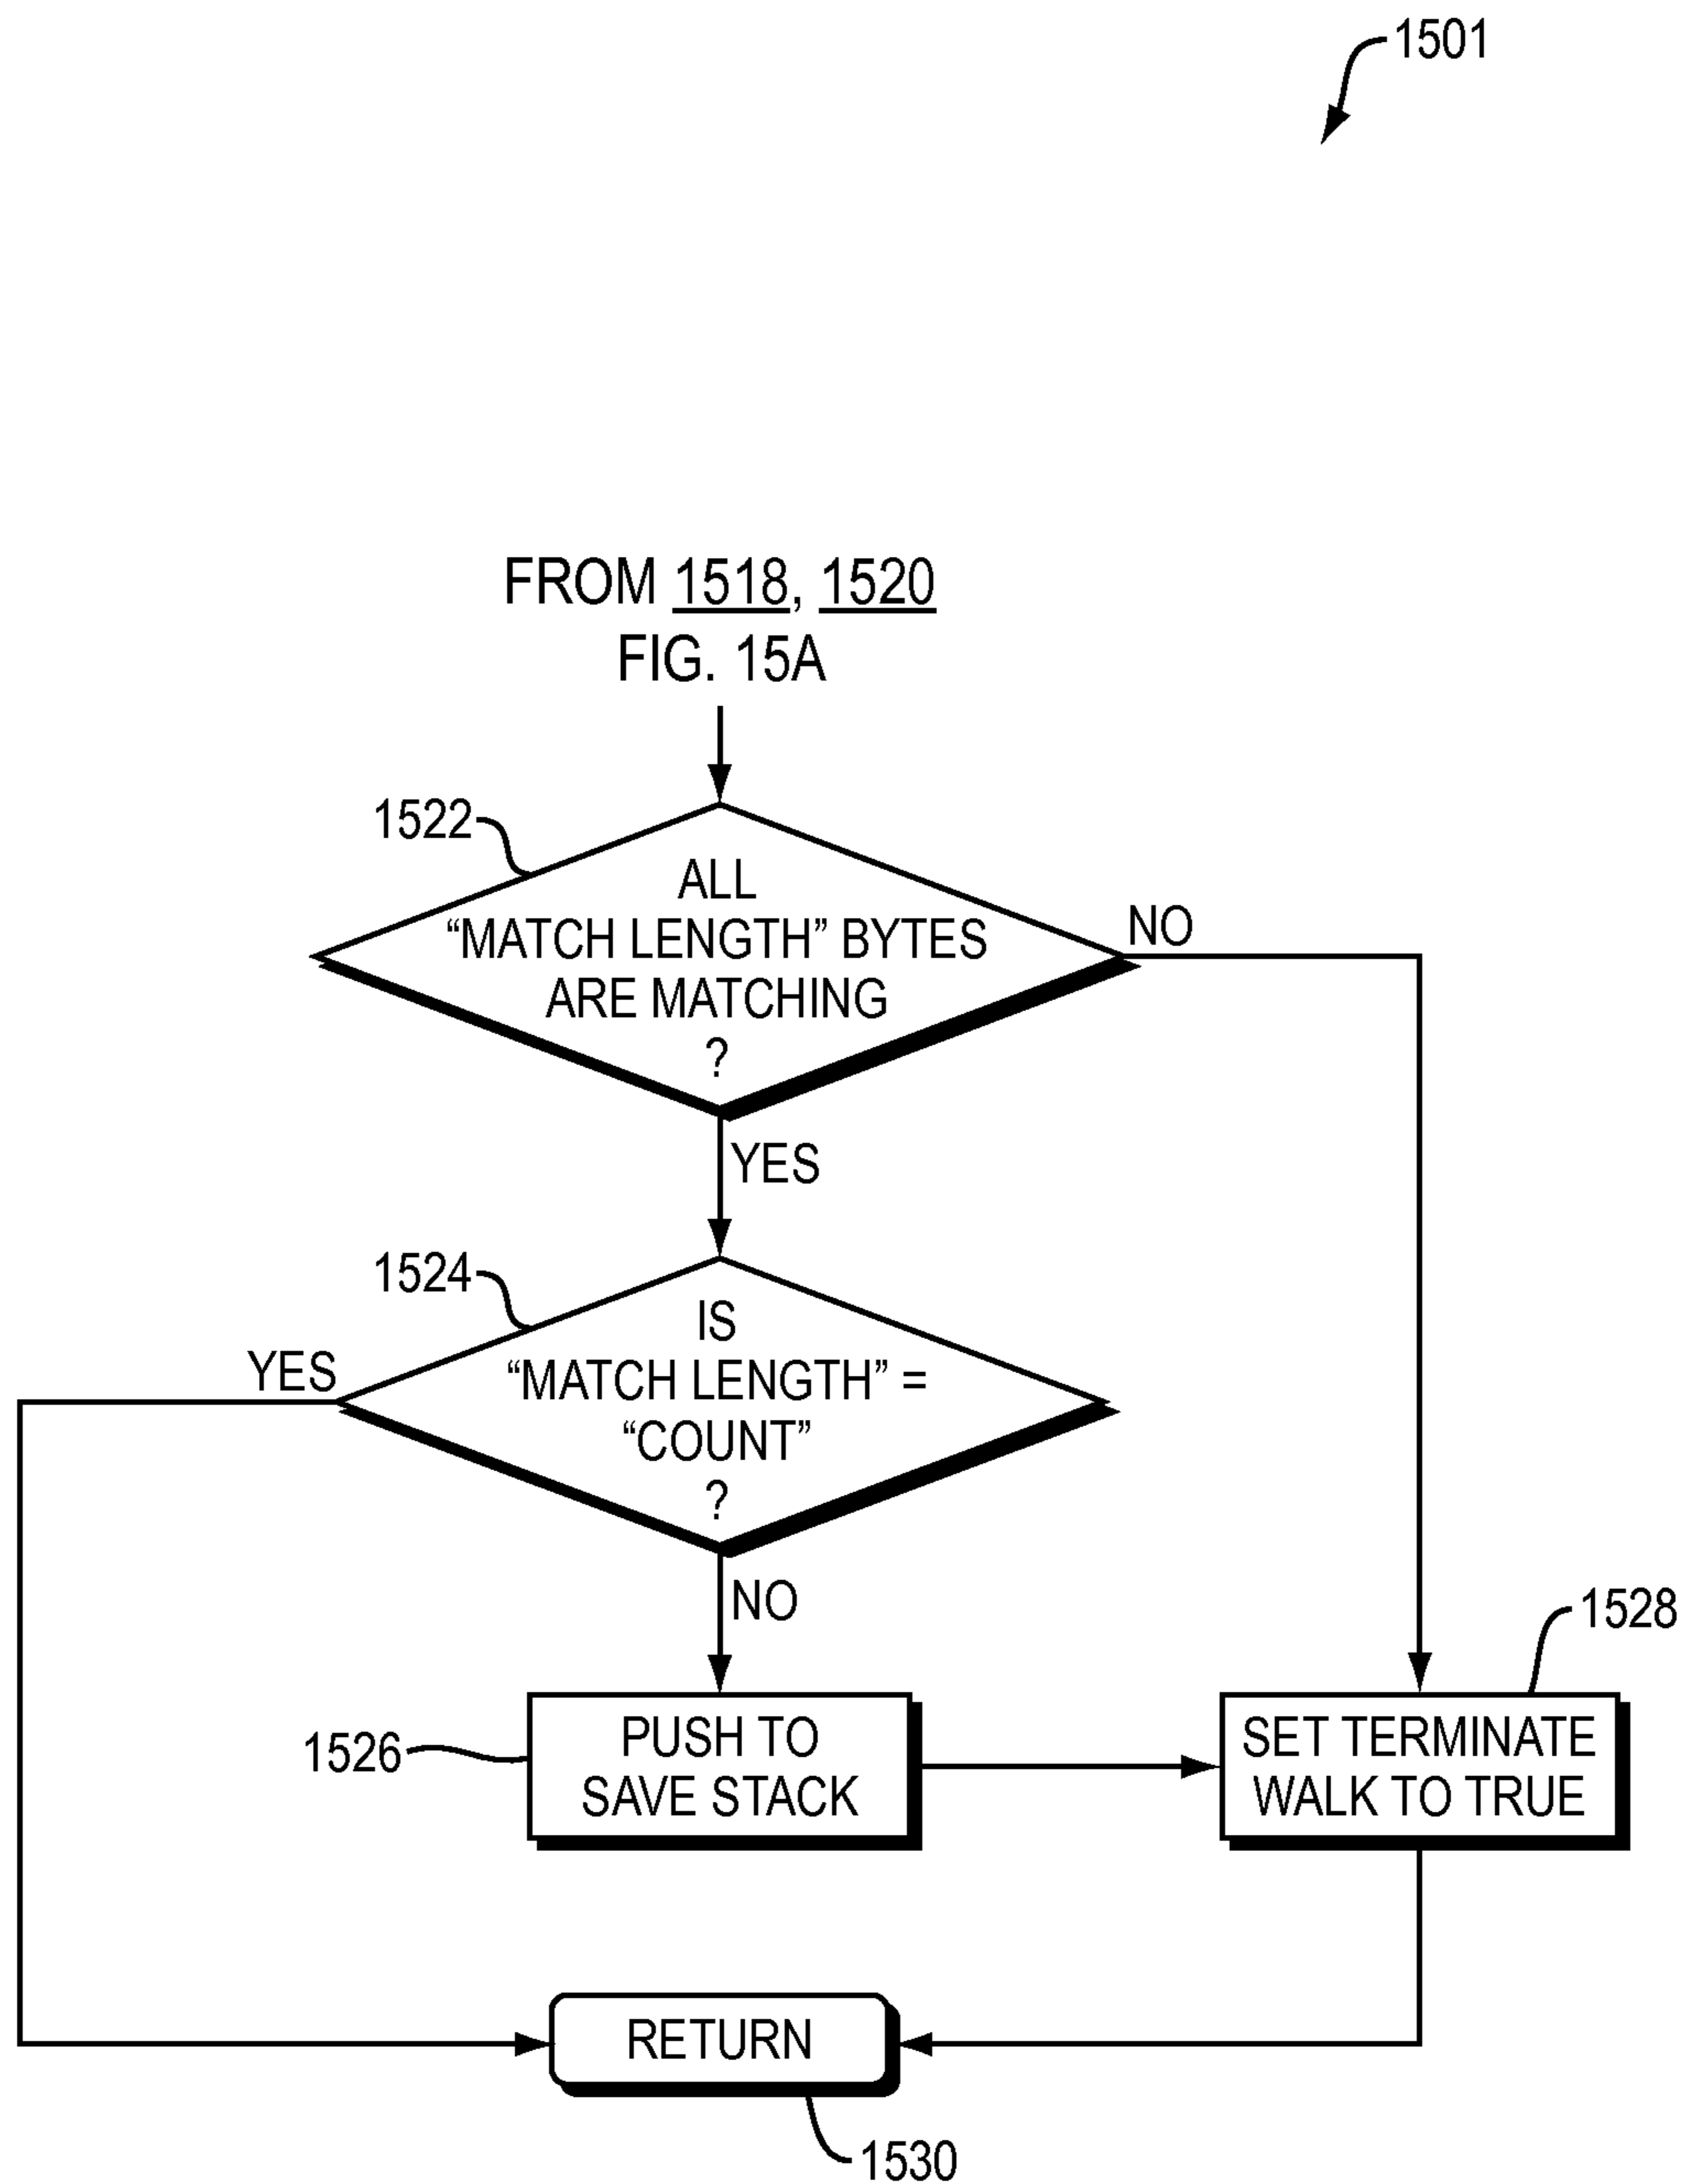 1501
FROM 1518, 1520
FIG. 15A
1522
ALL
“MATCH LENGTH” BYTES
ARE MATCHING
?
NO
YES
1524
IS
“MATCH LENGTH” =
“COUNT”
?
YES
NO
1528
1526
PUSH TO
SAVE STACK
SET TERMINATE
WALK TO TRUE
RETURN
1530